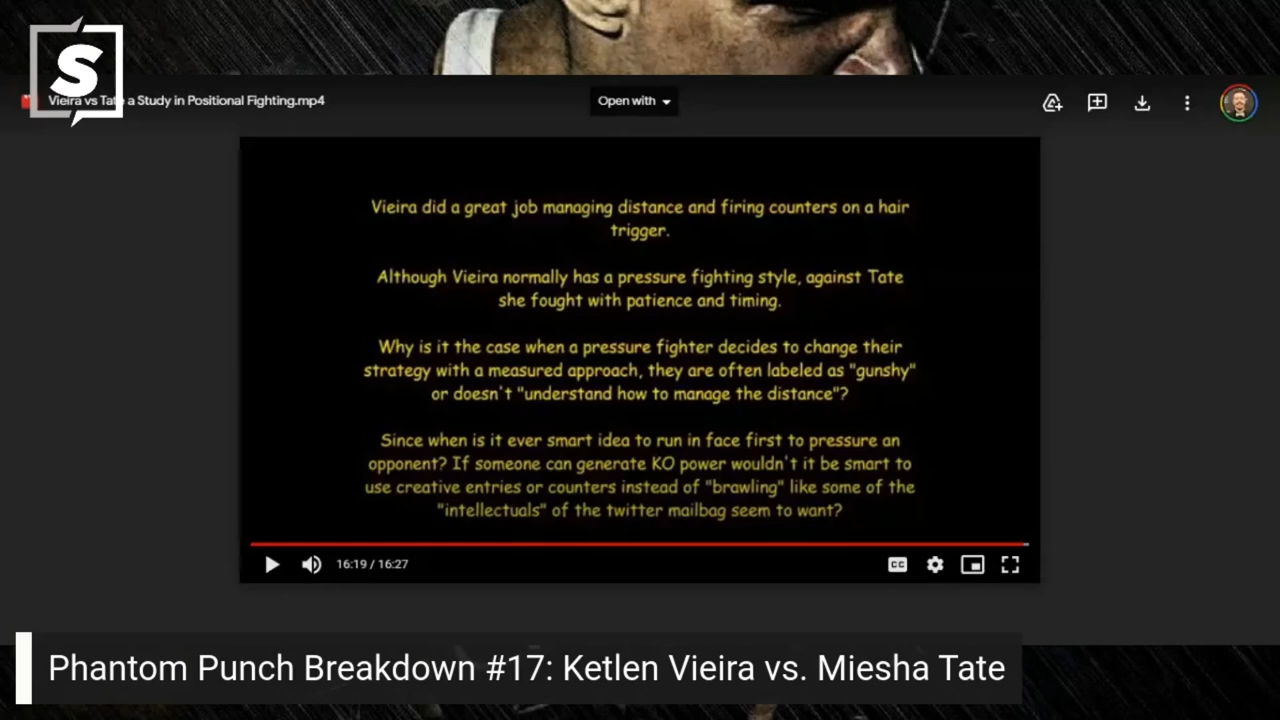 S
Vieira vs Tate a Study in Positional Fighting.mp4
Open with
Vieira did a great job managing distance and firing counters on a hair
trigger.
Although Vieira normally has a pressure fighting style, against Tate
she fought with patience and timing.
Why is it the case when a pressure fighter decides to change their
strategy with a measured approach, they are often labeled as "gunshy"
or doesn't "understand how to manage the distance"?
Since when is it ever smart idea to run in face first to pressure an
opponent? If someone can generate KO power wouldn't it be smart to
use creative entries or counters instead of "brawling" like some of the
"intellectuals" of the twitter mailbag seem to want?
16:19 / 16:27
CC
Phantom Punch Breakdown #17: Ketlen Vieira vs. Miesha Tate